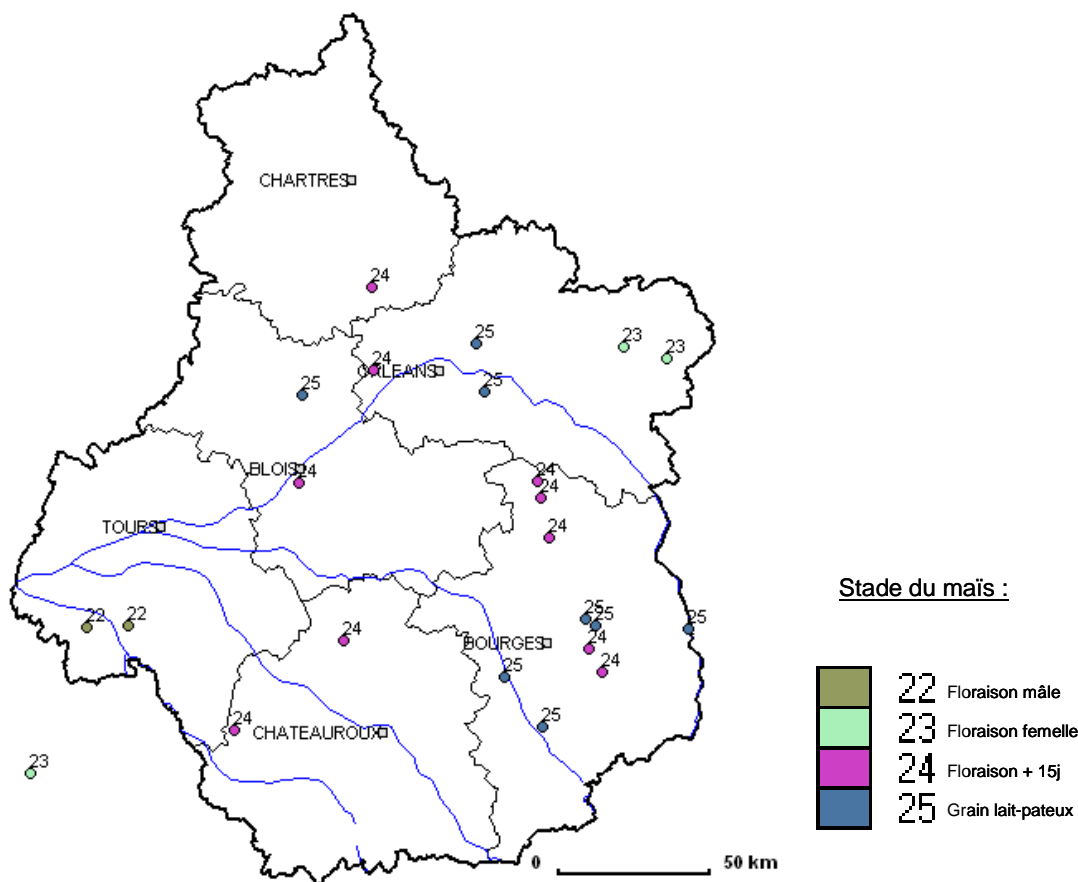 CHARTRES
24
25
23
23
24
ORLEANS
25
25
24
BLOIS
24
24
TOURS
24
Stade du maïs :
25
25
25
22
22
24
BOURGES
24
24
25
22 Floraison mâle
25
24
CHATEAUROUX
23 Floraison femelle
23
24 Floraison + 15j
25 Grain lait-pateux
0
50 km